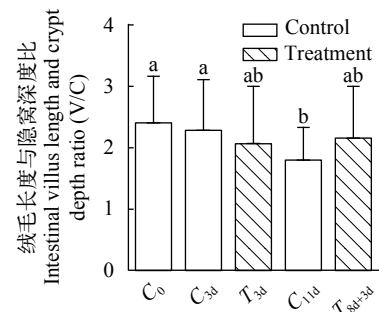 绒毛长度与隐窝深度比
Intestinal villus length and crypt
depth ratio (V/C)
4
3
2
1
0
Control
Treatment
a
a
ab
b
ab
C0
C3d
T3d
C11d
T8d+3d